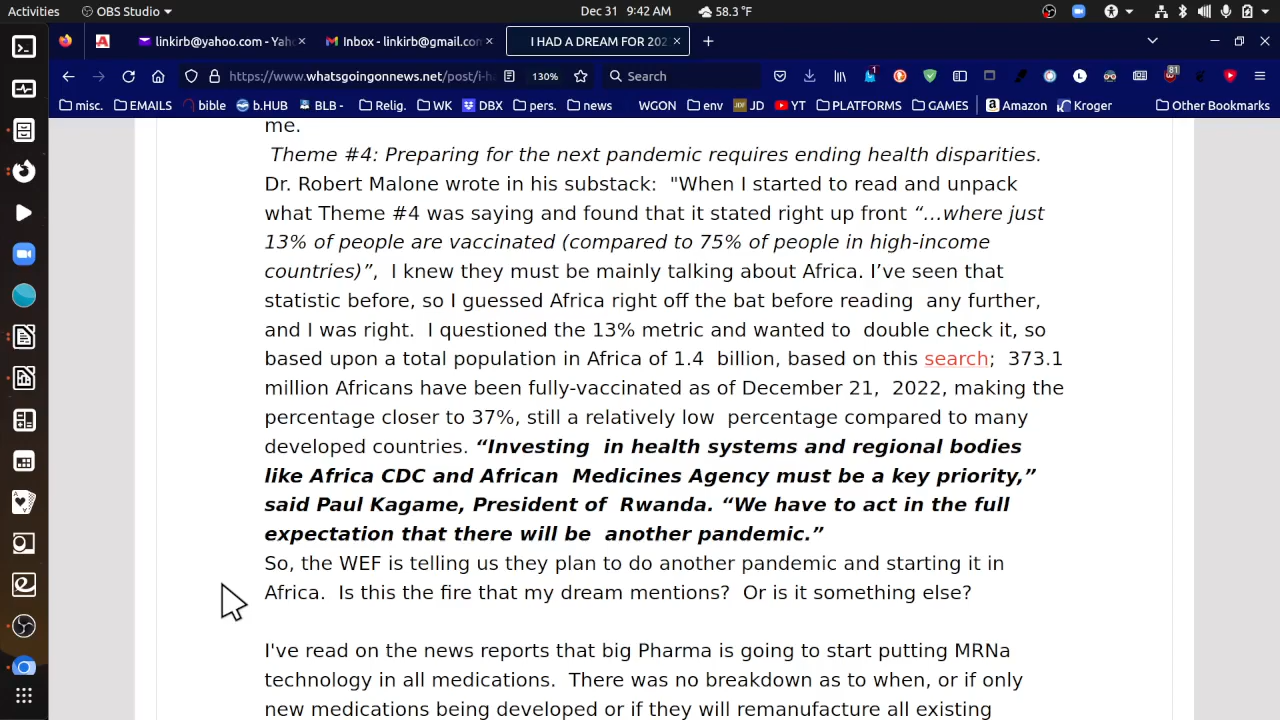 Activities
OBS Studio
Dec 31 9:42 AM
58.3 °F
linkirb@yahoo.com - Yah
Inbox - linkirb@gmail.com
I HAD A DREAM FOR 202
https://www.whatsgoingonnews.net/post/i-ha
130%
Search
1
81
misc.
EMAILS
bible
b.HUB
BLB -
Relig.
WK
DBX
pers.
news
WGON
env
JD
YT
PLATFORMS
GAMES
Amazon
Kroger
Other Bookmarks
me.
Theme #4: Preparing for the next pandemic requires ending health disparities.
Dr. Robert Malone wrote in his substack:  "When I started to read and unpack
what Theme #4 was saying and found that it stated right up front “…where just
13% of people are vaccinated (compared to 75% of people in high-income
countries)”,  I knew they must be mainly talking about Africa. I’ve seen that
statistic before, so I guessed Africa right off the bat before reading  any further,
and I was right.  I questioned the 13% metric and wanted to  double check it, so
based upon a total population in Africa of 1.4  billion, based on this search;  373.1
million Africans have been fully-vaccinated as of December 21,  2022, making the
percentage closer to 37%, still a relatively low  percentage compared to many
developed countries. “Investing  in health systems and regional bodies
like Africa CDC and African  Medicines Agency must be a key priority,”
said Paul Kagame, President of  Rwanda. “We have to act in the full
expectation that there will be  another pandemic.”
So, the WEF is telling us they plan to do another pandemic and starting it in
Africa.  Is this the fire that my dream mentions?  Or is it something else?
I've read on the news reports that big Pharma is going to start putting MRNa
technology in all medications.  There was no breakdown as to when, or if only
new medications being developed or if they will remanufacture all existing